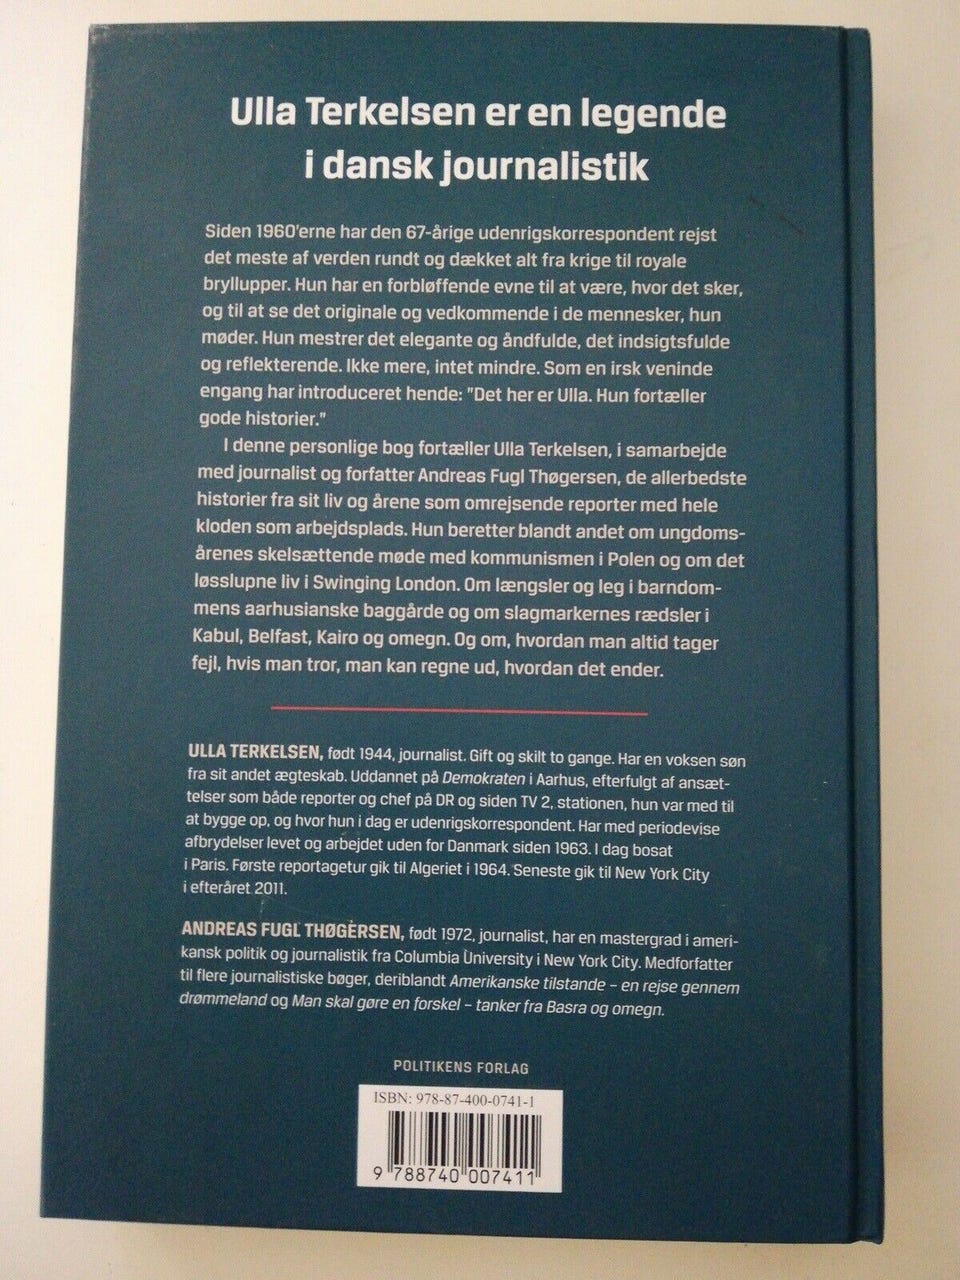 Ulla Terkelsen er en legende
i dansk journalistik
Siden 1960'erne har den 67-årige udenrigskorrespondent rejst
det meste af verden rundt og dækket alt fra krige til royale
bryllupper. Hun har en forbløffende evne til at være, hvor det sker,
og til at se det originale og vedkommende i de mennesker, hun
møder. Hun mestrer det elegante og åndfulde, det indsigtsfulde
og reflekterende. Ikke mere, intet mindre. Som en irsk veninde
engang har introduceret hende: "Det her er Ulla. Hun fortæller
gode historier."
I denne personlige bog fortæller Ulla Terkelsen, i samarbejde
med journalist og forfatter Andreas Fugl Thøgersen, de allerbedste
historier fra sit liv og årene som omrejsende reporter med hele
kloden som arbejdsplads. Hun beretter blandt andet om ungdoms-
årenes skelsættende møde med kommunismen i Polen og om det
løsslupne liv i Swinging London. Om længsler og leg i barndom-
mens aarhusianske baggårde og om slagmarkernes rædsler i
Kabul, Belfast, Kairo og omegn. Og om, hvordan man altid tager
fejl, hvis man tror, man kan regne ud, hvordan det ender.
ULLA TERKELSEN, født 1944, journalist. Gift og skilt to gange. Har en voksen søn
fra sit andet ægteskab. Uddannet på Demokraten i Aarhus, efterfulgt af ansæt-
telser som både reporter og chef på DR og siden TV 2, stationen, hun var med til
at bygge op, og hvor hun i dag er udenrigskorrespondent. Har med periodevise
afbrydelser levet og arbejdet uden for Danmark siden 1963. I dag bosat
i Paris. Første reportagetur gik til Algeriet i 1964. Seneste gik til New York City
i efteråret 2011.
ANDREAS FUGL THØGERSEN, født 1972, journalist, har en mastergrad i ameri-
kansk politik og journalistik fra Columbia University i New York City. Medforfatter
til flere journalistiske bøger, deriblandt Amerikanske tilstande – en rejse gennem
drømmeland og Man skal gøre en forskel – tanker fra Basra og omegn.
POLITIKENS FORLAG
ISBN: 978-87-400-0741-1
9 788740 007411